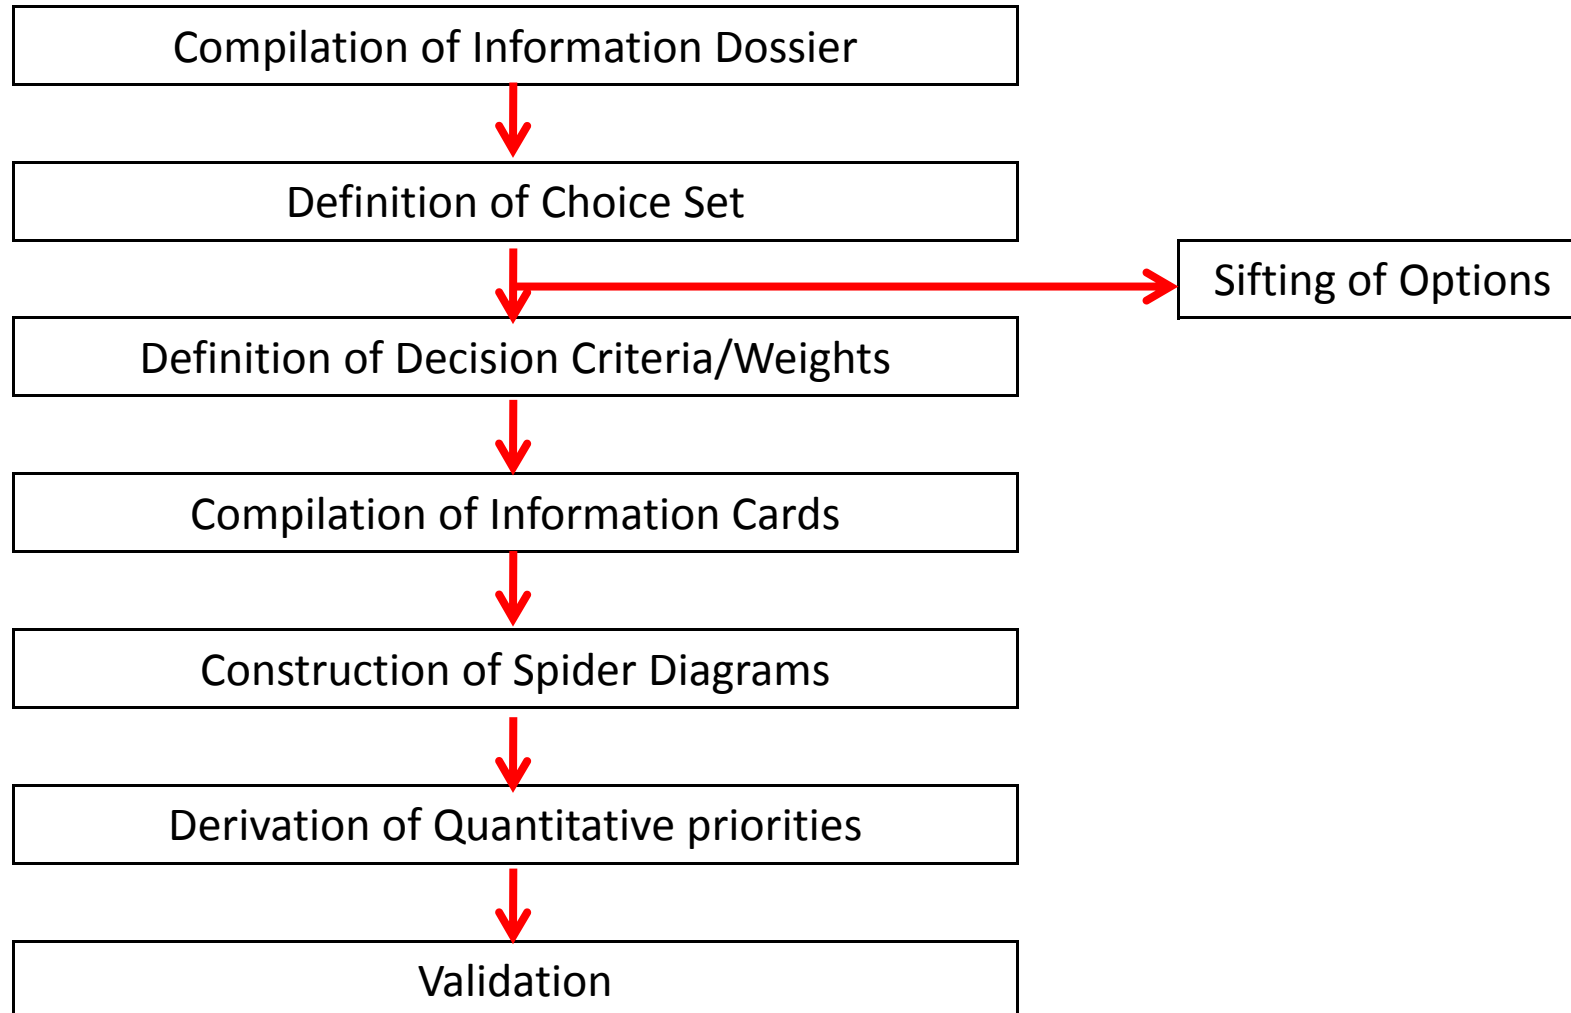 Compilation of Information Dossier
Definition of Choice Set
Sifting of Options
Definition of Decision Criteria/Weights
Compilation of Information Cards
Construction of Spider Diagrams
Derivation of Quantitative priorities
Validation